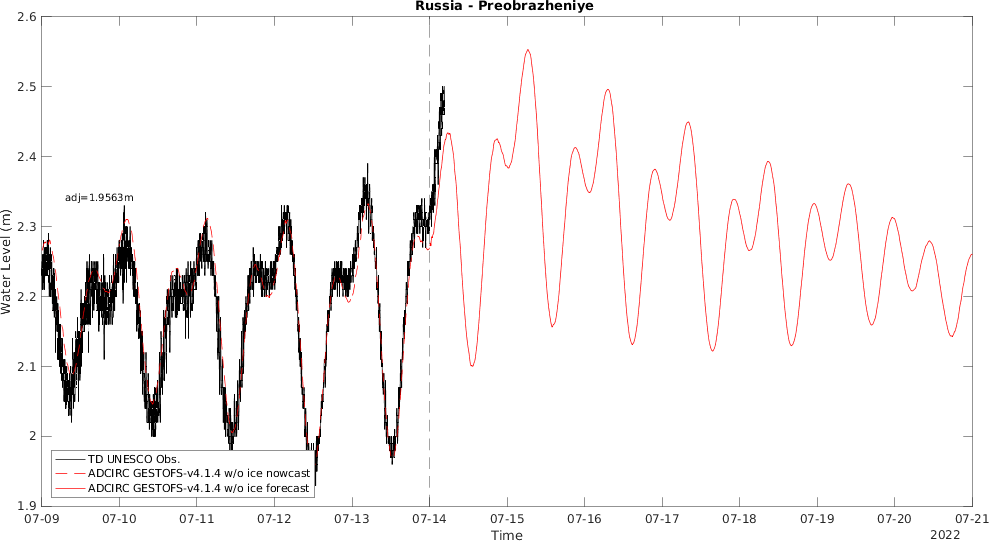 Russia - Preobrazheniye
2.6
2.5
2.4
2.3
2.2
2.1
2
1.9
Water Level (m)
adj=1.9563m
TD UNESCO Obs.
ADCIRC GESTOFS-v4.1.4 w/o ice nowcast
ADCIRC GESTOFS-v4.1.4 w/o ice forecast
07-09 07-10 07-11 07-12 07-13 07-14 07-15 07-16 07-17 07-18 07-19 07-20 07-21
Time
2022